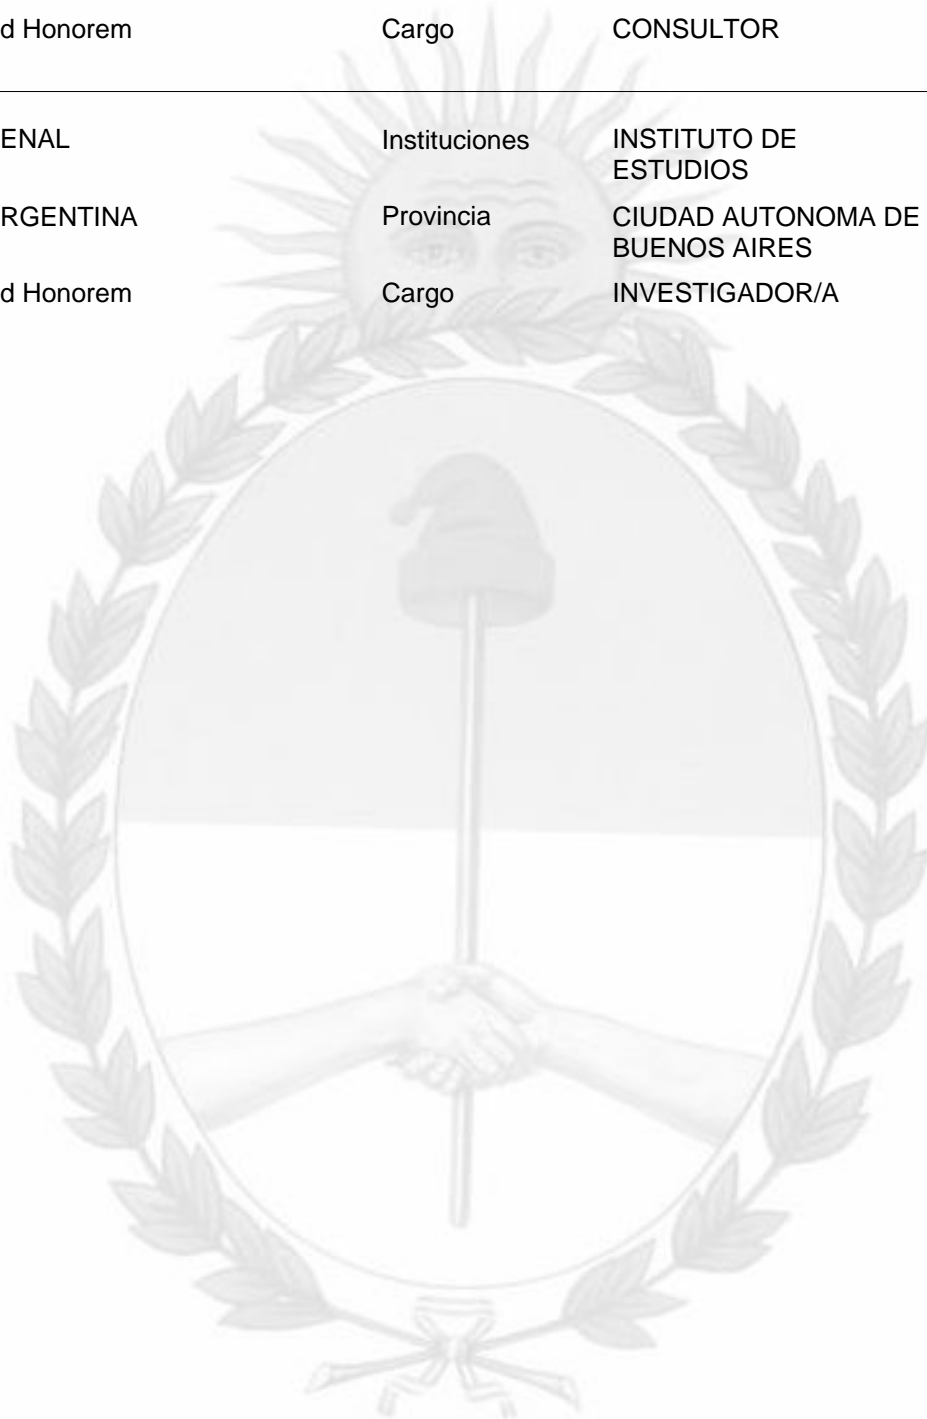 d Honorem Cargo CONSULTOR
ENAL Instituciones INSTITUTO DE
ESTUDIOS
RGENTINA Provincia CIUDAD AUTONOMA DE
BUENOS AIRES
d Honorem Cargo INVESTIGADOR/A